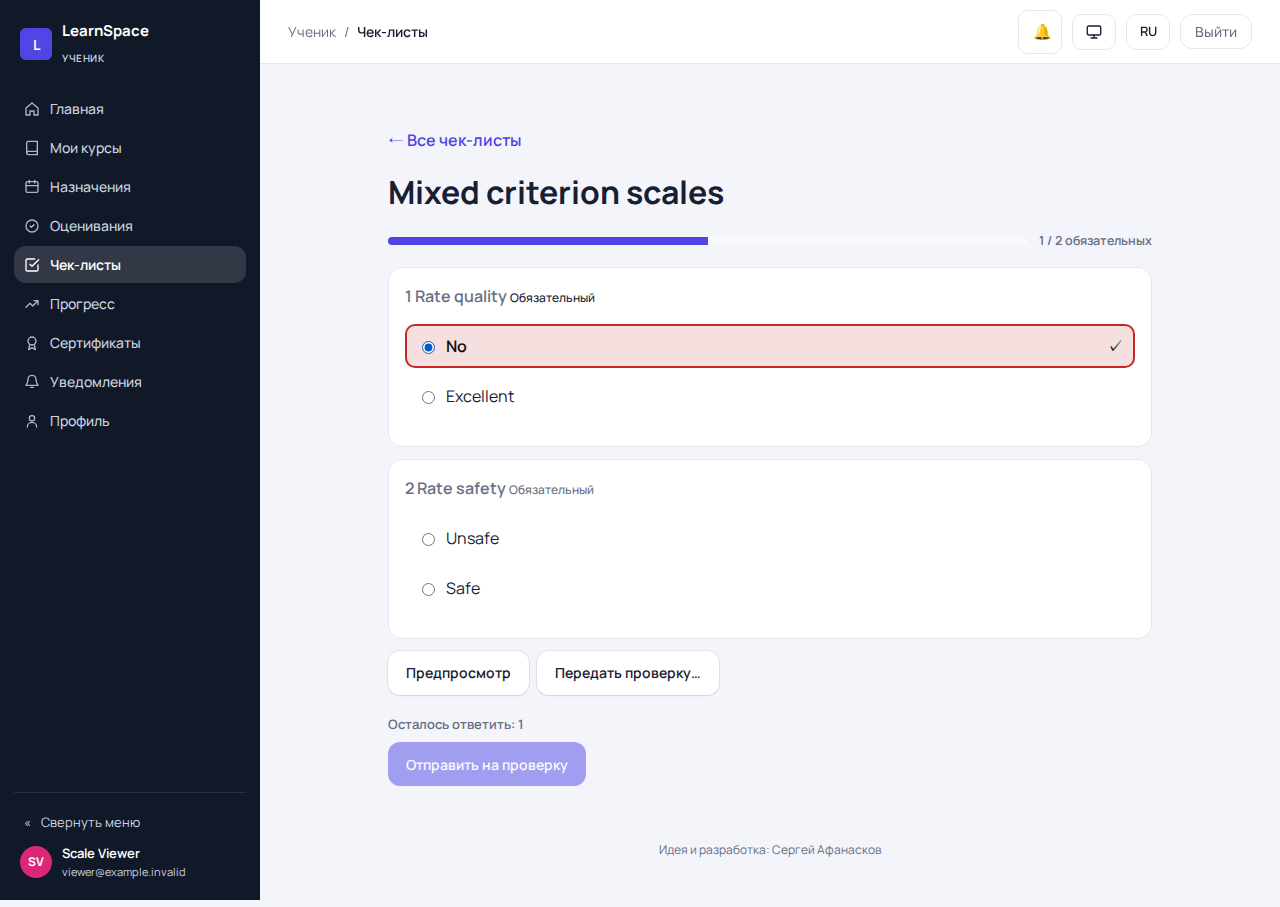 L
LearnSpace
УЧЕНИК
Главная
Мои курсы
Назначения
Оценивания
Чек-листы
Прогресс
Сертификаты
Уведомления
Профиль
« Свернуть меню
SV
Scale Viewer
viewer@example.invalid
Ученик / Чек-листы
RU
Выйти
← Все чек-листы
Mixed criterion scales
1 / 2 обязательных
1 Rate quality Обязательный
No ✓
Excellent
2 Rate safety Обязательный
Unsafe
Safe
Предпросмотр
Передать проверку…
Осталось ответить: 1
Отправить на проверку
Идея и разработка: Сергей Афанасков